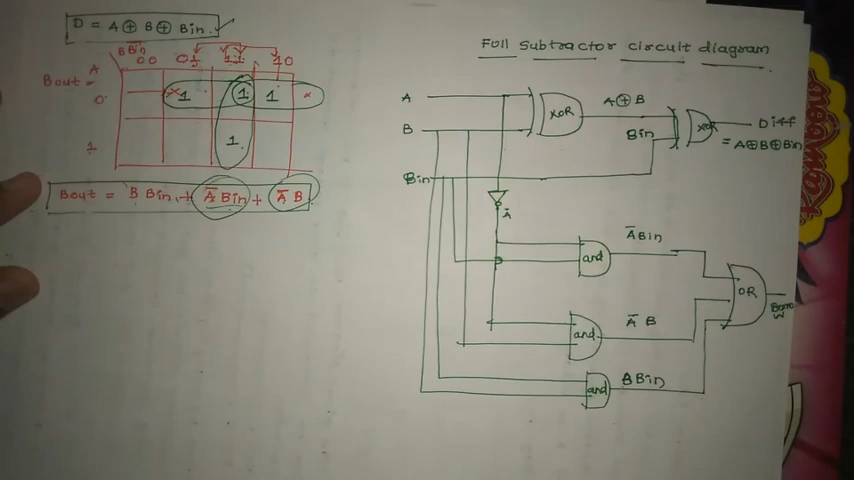 D = A ⊕ B ⊕ Bin
B Bin
00 01 11 10
A
Bout =
0 1 1 1
1 1
Bout = B Bin + A̅ Bin + A̅ B
Full Subtractor circuit diagram
A
XOR
A⊕B
B
Bin
XOR
Diff
= A⊕B⊕Bin
Bin
A̅
and
A̅Bin
OR
Borrow
and
A̅ B
and
B Bin